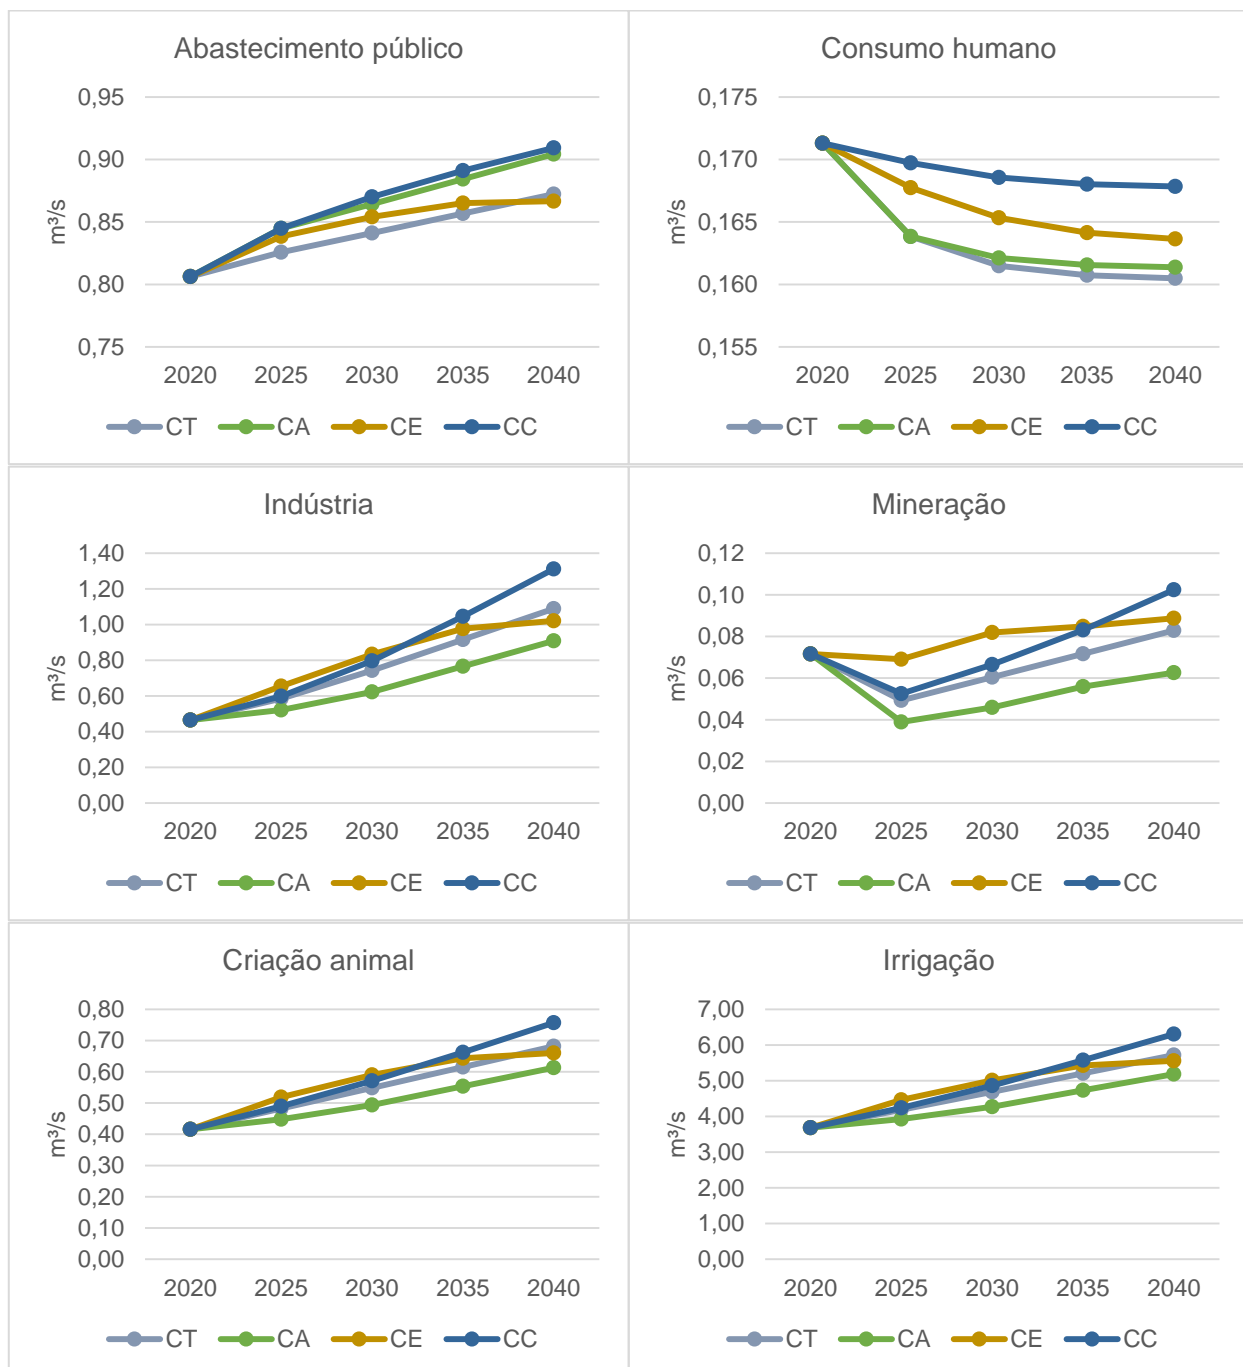 Abastecimento público
0,95
0,90
0,85
0,80
0,75
m³/s
2020 2025 2030 2035 2040
CT CA CE CC
Consumo humano
0,175
0,170
0,165
0,160
0,155
m³/s
2020 2025 2030 2035 2040
CT CA CE CC
Indústria
1,40
1,20
1,00
0,80
0,60
0,40
0,20
0,00
m³/s
2020 2025 2030 2035 2040
CT CA CE CC
Mineração
0,12
0,10
0,08
0,06
0,04
0,02
0,00
m³/s
2020 2025 2030 2035 2040
CT CA CE CC
Criação animal
0,80
0,70
0,60
0,50
0,40
0,30
0,20
0,10
0,00
m³/s
2020 2025 2030 2035 2040
CT CA CE CC
Irrigação
7,00
6,00
5,00
4,00
3,00
2,00
1,00
0,00
m³/s
2020 2025 2030 2035 2040
CT CA CE CC